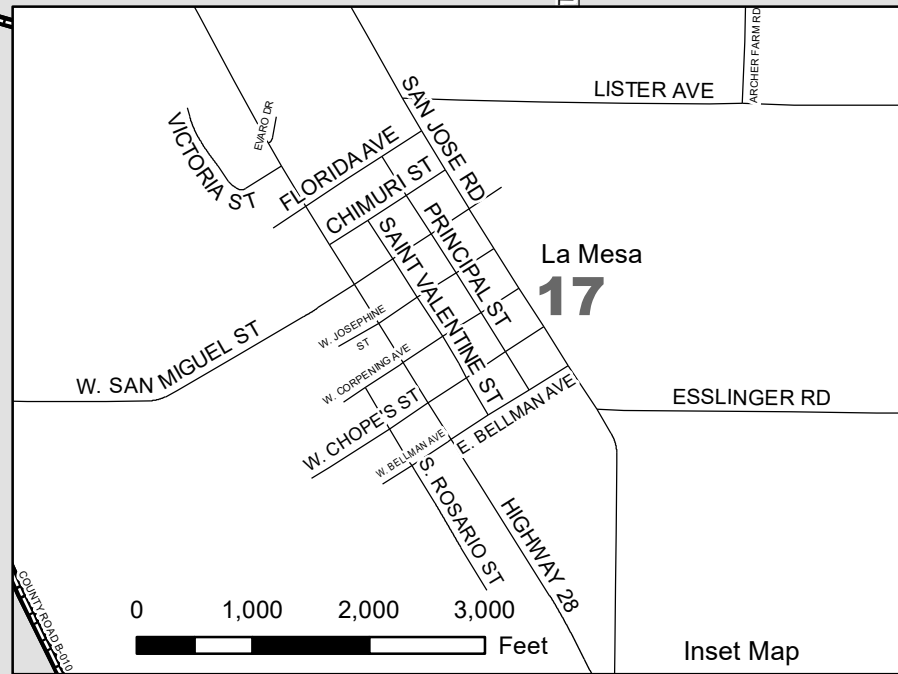 ARCHER FARM RD
LISTER AVE
SAN JOSE RD
EVARO DR
VICTORIA ST
FLORIDA AVE
CHIMURI ST
PRINCIPAL ST
SAINT VALENTINE ST
La Mesa
17
W. JOSEPHINE
ST
W. SAN MIGUEL ST
W. CORPENING AVE
ESSLINGER RD
W. CHOPE'S ST
E. BELLMAN AVE
W. BELLMAN AVE
S. ROSARIO ST
HIGHWAY 28
COUNTY ROAD B-010
0 1,000 2,000 3,000
Feet
Inset Map